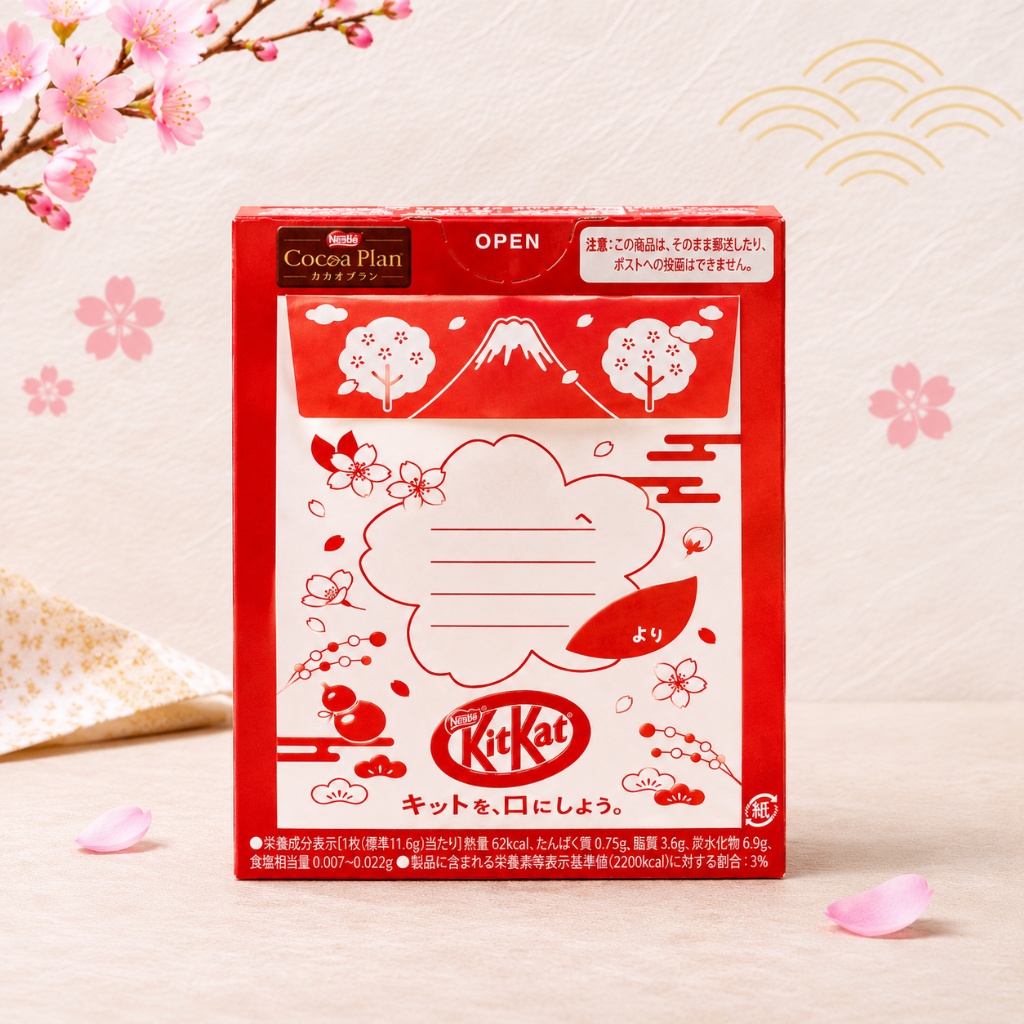 Nestlé
Cocoa Plan
カカオプラン
OPEN
注意：この商品は、そのまま郵送したり、
ポストへの投函はできません。
へ
より
Nestlé
KitKat
キットを、口にしよう。
紙
●栄養成分表示[1枚(標準11.6g)当たり] 熱量 62kcal、たんぱく質 0.75g、脂質 3.6g、炭水化物 6.9g、
食塩相当量 0.007~0.022g ●製品に含まれる栄養素等表示基準値(2200kcal)に対する割合：3%